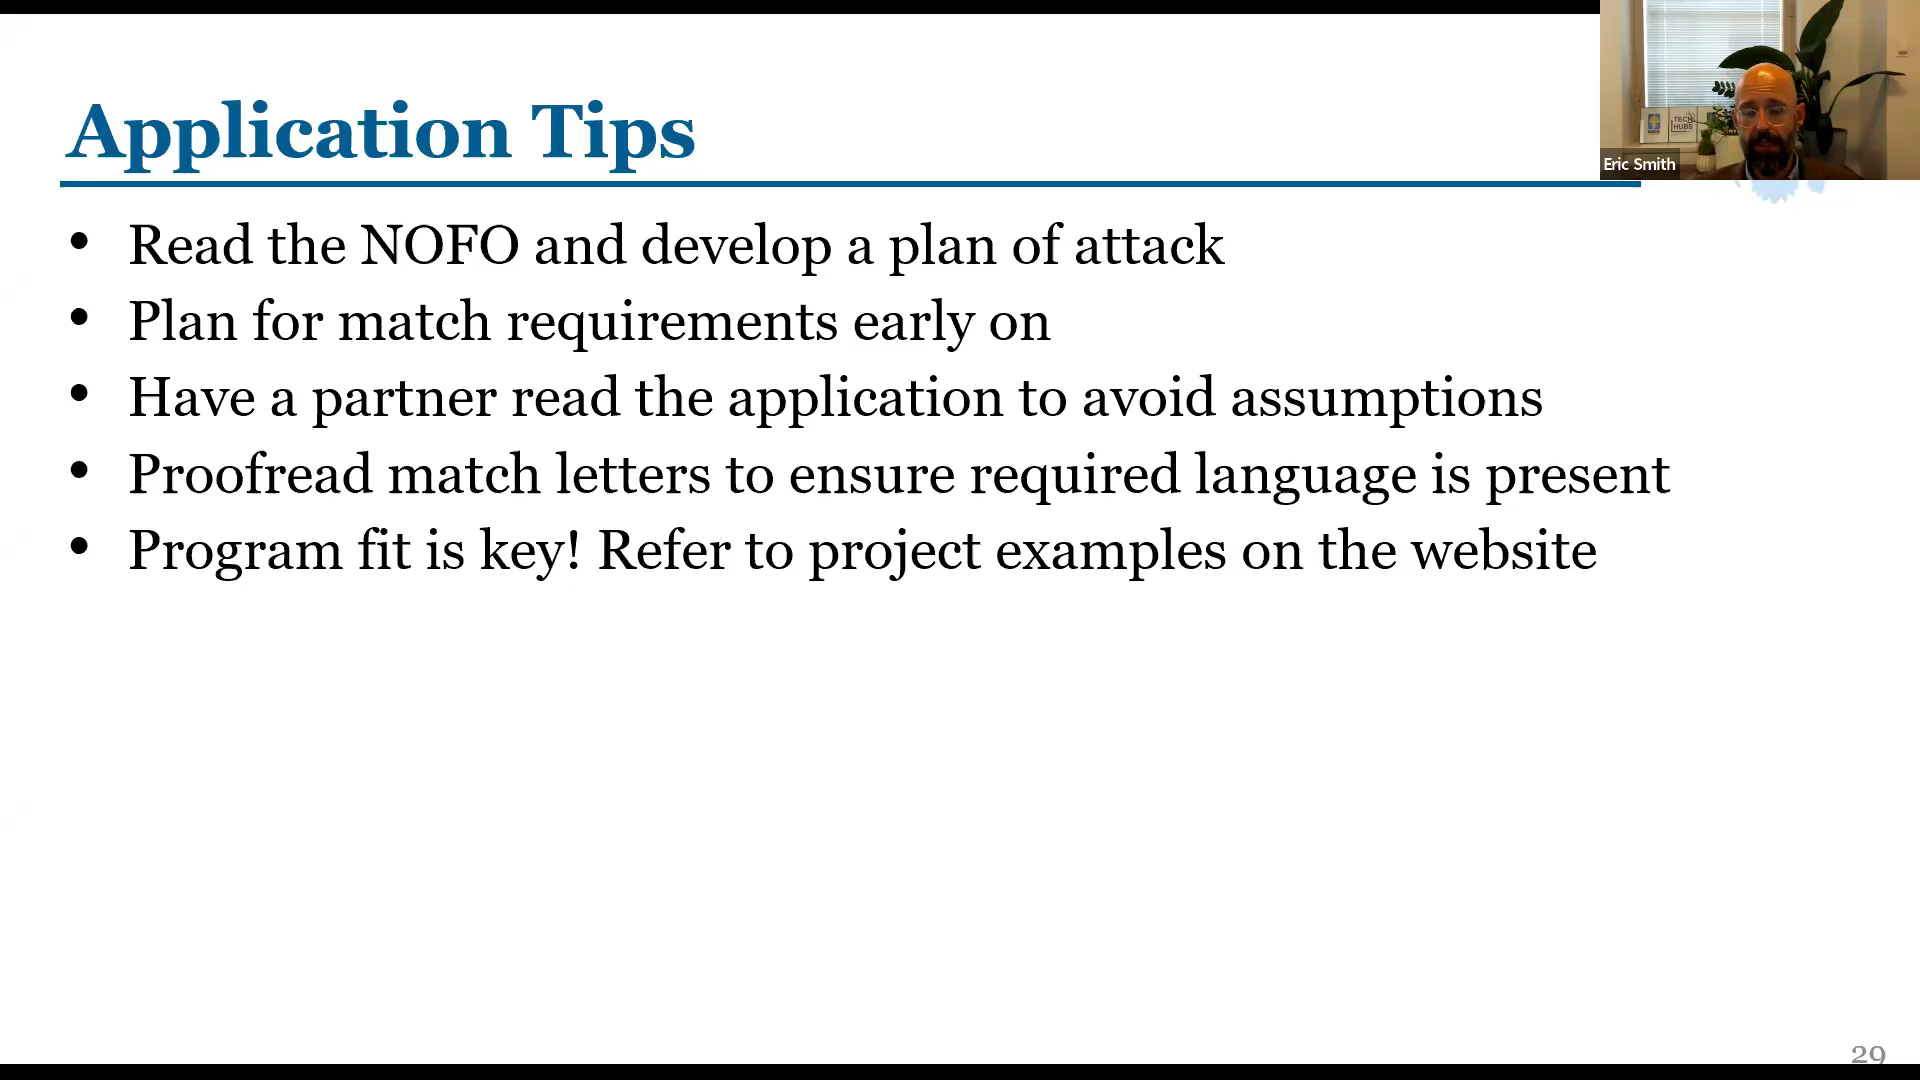 Application Tips
• Read the NOFO and develop a plan of attack
• Plan for match requirements early on
• Have a partner read the application to avoid assumptions
• Proofread match letters to ensure required language is present
• Program fit is key! Refer to project examples on the website
TECH
HUBS
Eric Smith
29